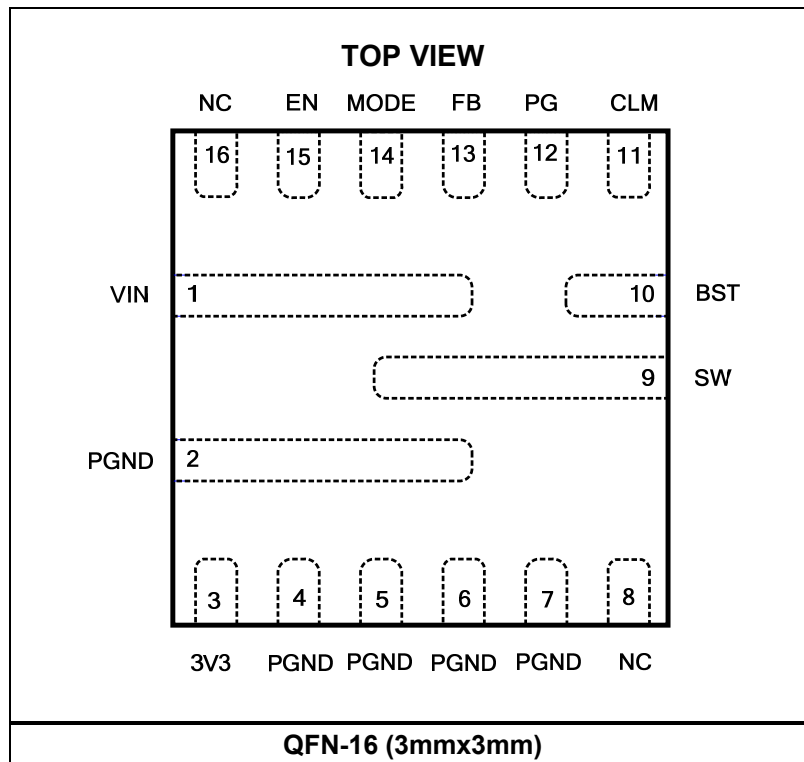 TOP VIEW
NC EN MODE FB PG CLM
16 15 14 13 12 11
VIN 1 10 BST
9 SW
PGND 2
3 4 5 6 7 8
3V3 PGND PGND PGND PGND NC
QFN-16 (3mmx3mm)